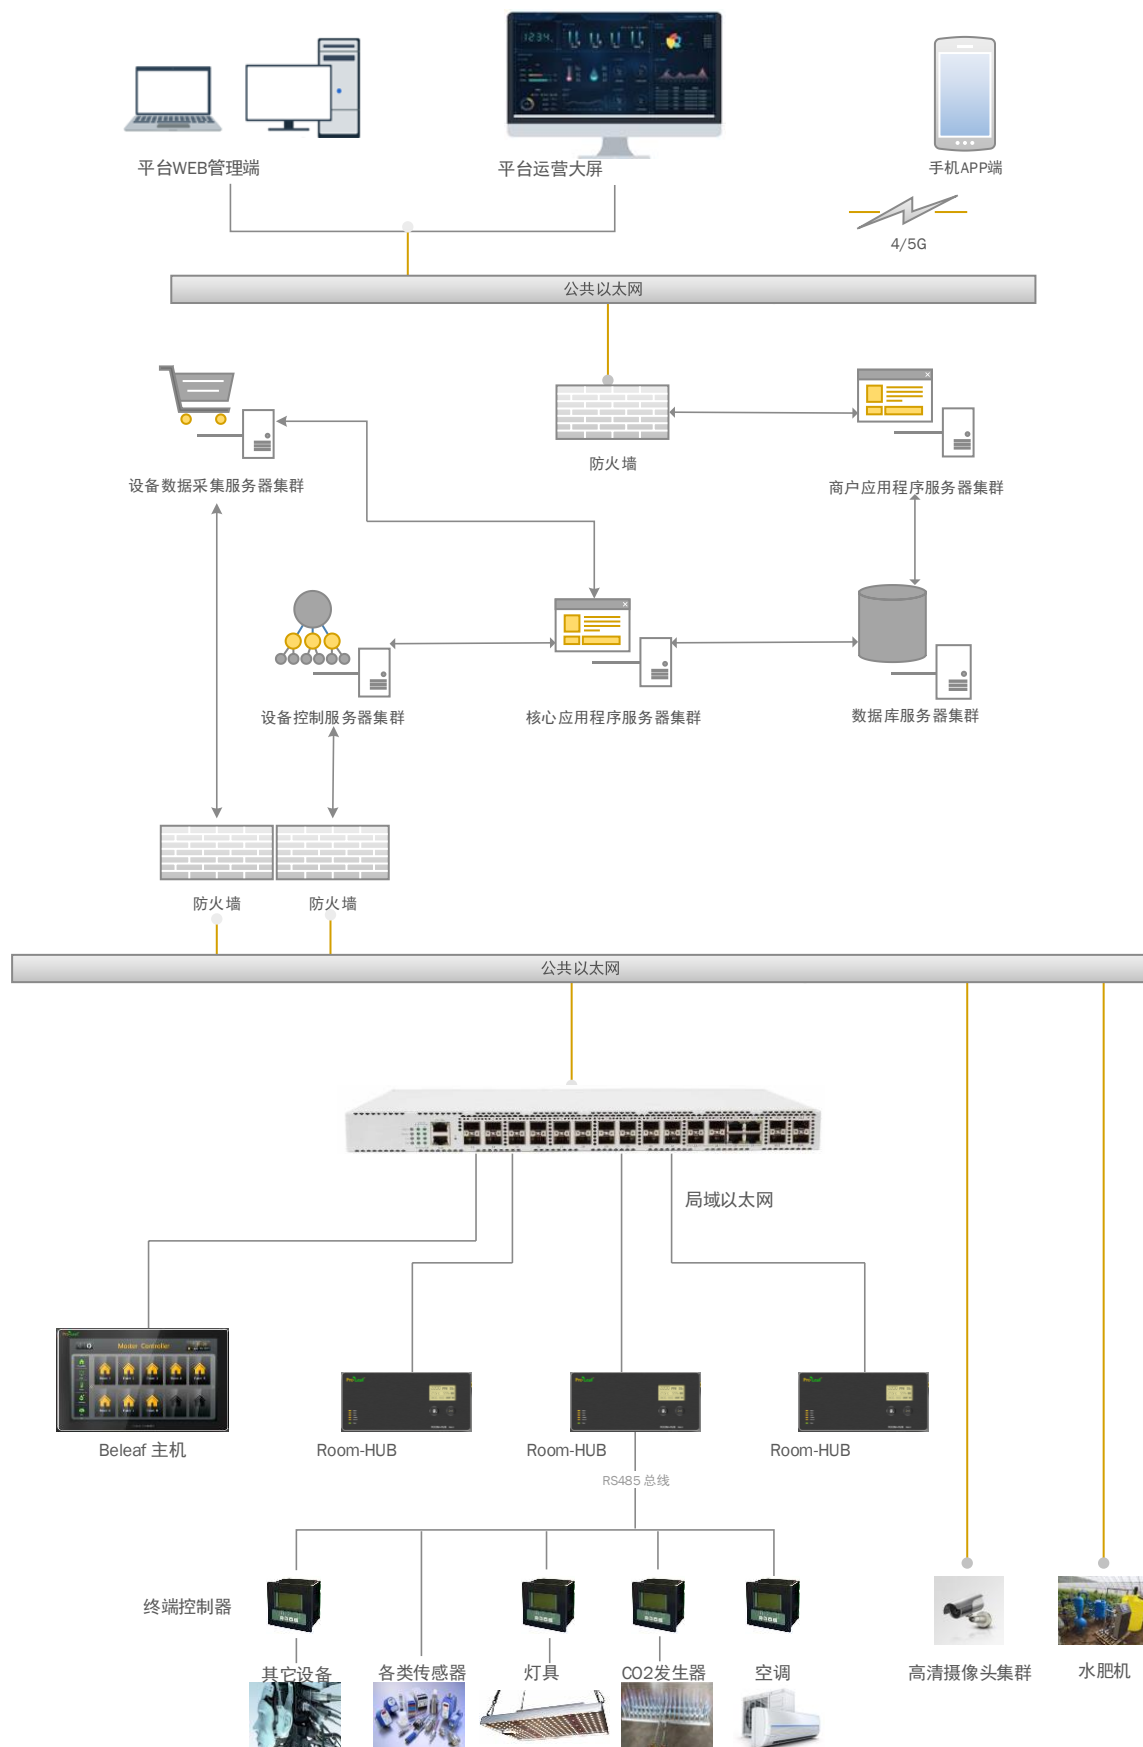 1234
平台WEB管理端
平台运营大屏
手机APP端
4/5G
公共以太网
防火墙
设备数据采集服务器集群
商户应用程序服务器集群
设备控制服务器集群
核心应用程序服务器集群
数据库服务器集群
防火墙
防火墙
公共以太网
局域以太网
Master Controller
Beleaf 主机
Room-HUB
Room-HUB
Room-HUB
RS485 总线
终端控制器
其它设备
各类传感器
灯具
CO2发生器
空调
高清摄像头集群
水肥机